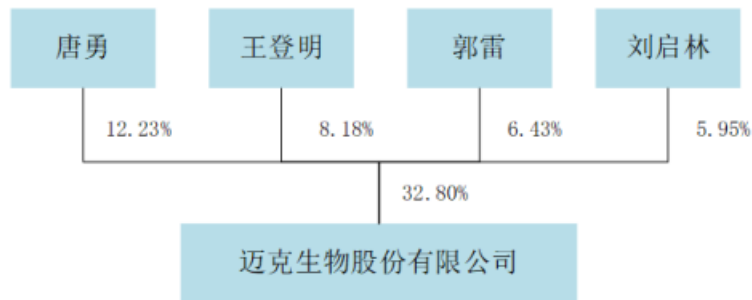 唐勇
王登明
郭雷
刘启林
12.23%
8.18%
6.43%
5.95%
32.80%
迈克生物股份有限公司